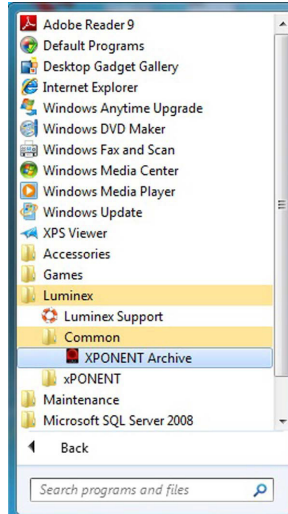 Adobe Reader 9
Default Programs
Desktop Gadget Gallery
Internet Explorer
Windows Anytime Upgrade
Windows DVD Maker
Windows Fax and Scan
Windows Media Center
Windows Media Player
Windows Update
XPS Viewer
Accessories
Games
Luminex
Luminex Support
Common
XPONENT Archive
xPONENT
Maintenance
Microsoft SQL Server 2008
Back
Search programs and files